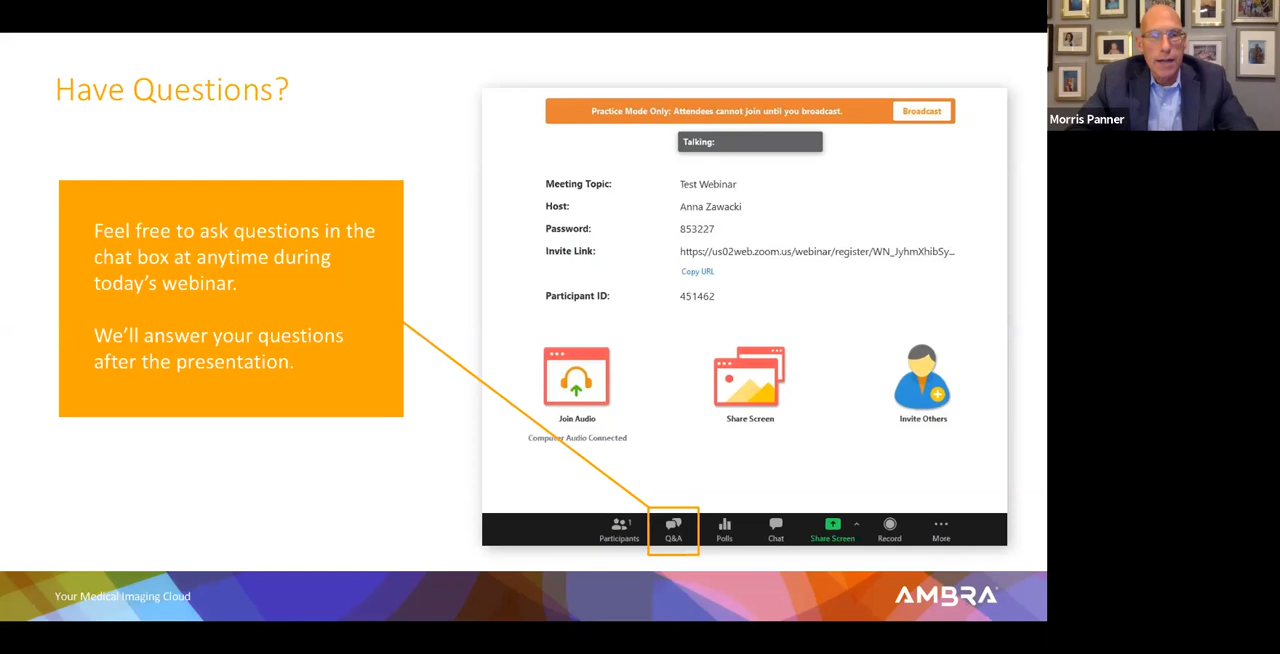 Have Questions?
Feel free to ask questions in the
chat box at anytime during
today's webinar.
We'll answer your questions
after the presentation.
Practice Mode Only: Attendees cannot join until you broadcast.
Broadcast
Talking:
Meeting Topic: Test Webinar
Host: Anna Zawacki
Password: 853227
Invite Link: https://us02web.zoom.us/webinar/register/WN_JyhmXhibSy...
Copy URL
Participant ID: 451462
Join Audio
Computer Audio Connected
Share Screen
Invite Others
1
Participants
Q&A
Polls
Chat
Share Screen
Record
More
Your Medical Imaging Cloud
AMBRA
Morris Panner